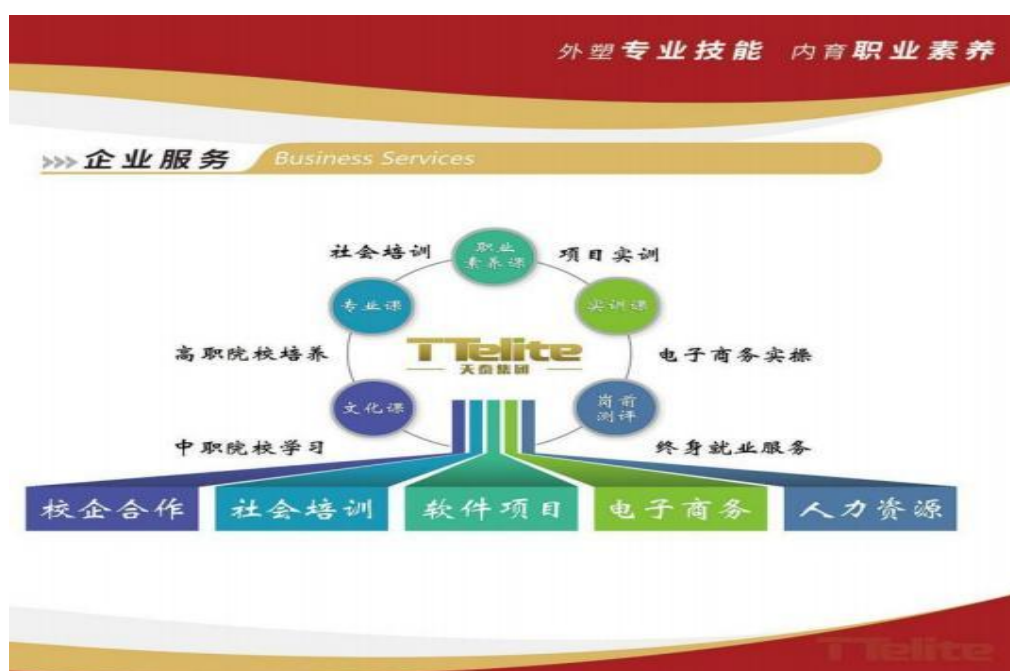 外塑专业技能 内育职业素养
>>> 企业服务 Business Services
社会培训
职业
素养课
项目实训
专业课
实训课
高职院校培养
TTelite
天泰集团
电子商务实操
文化课
岗前
测评
中职院校学习
终身就业服务
校企合作
社会培训
软件项目
电子商务
人力资源
TTelite